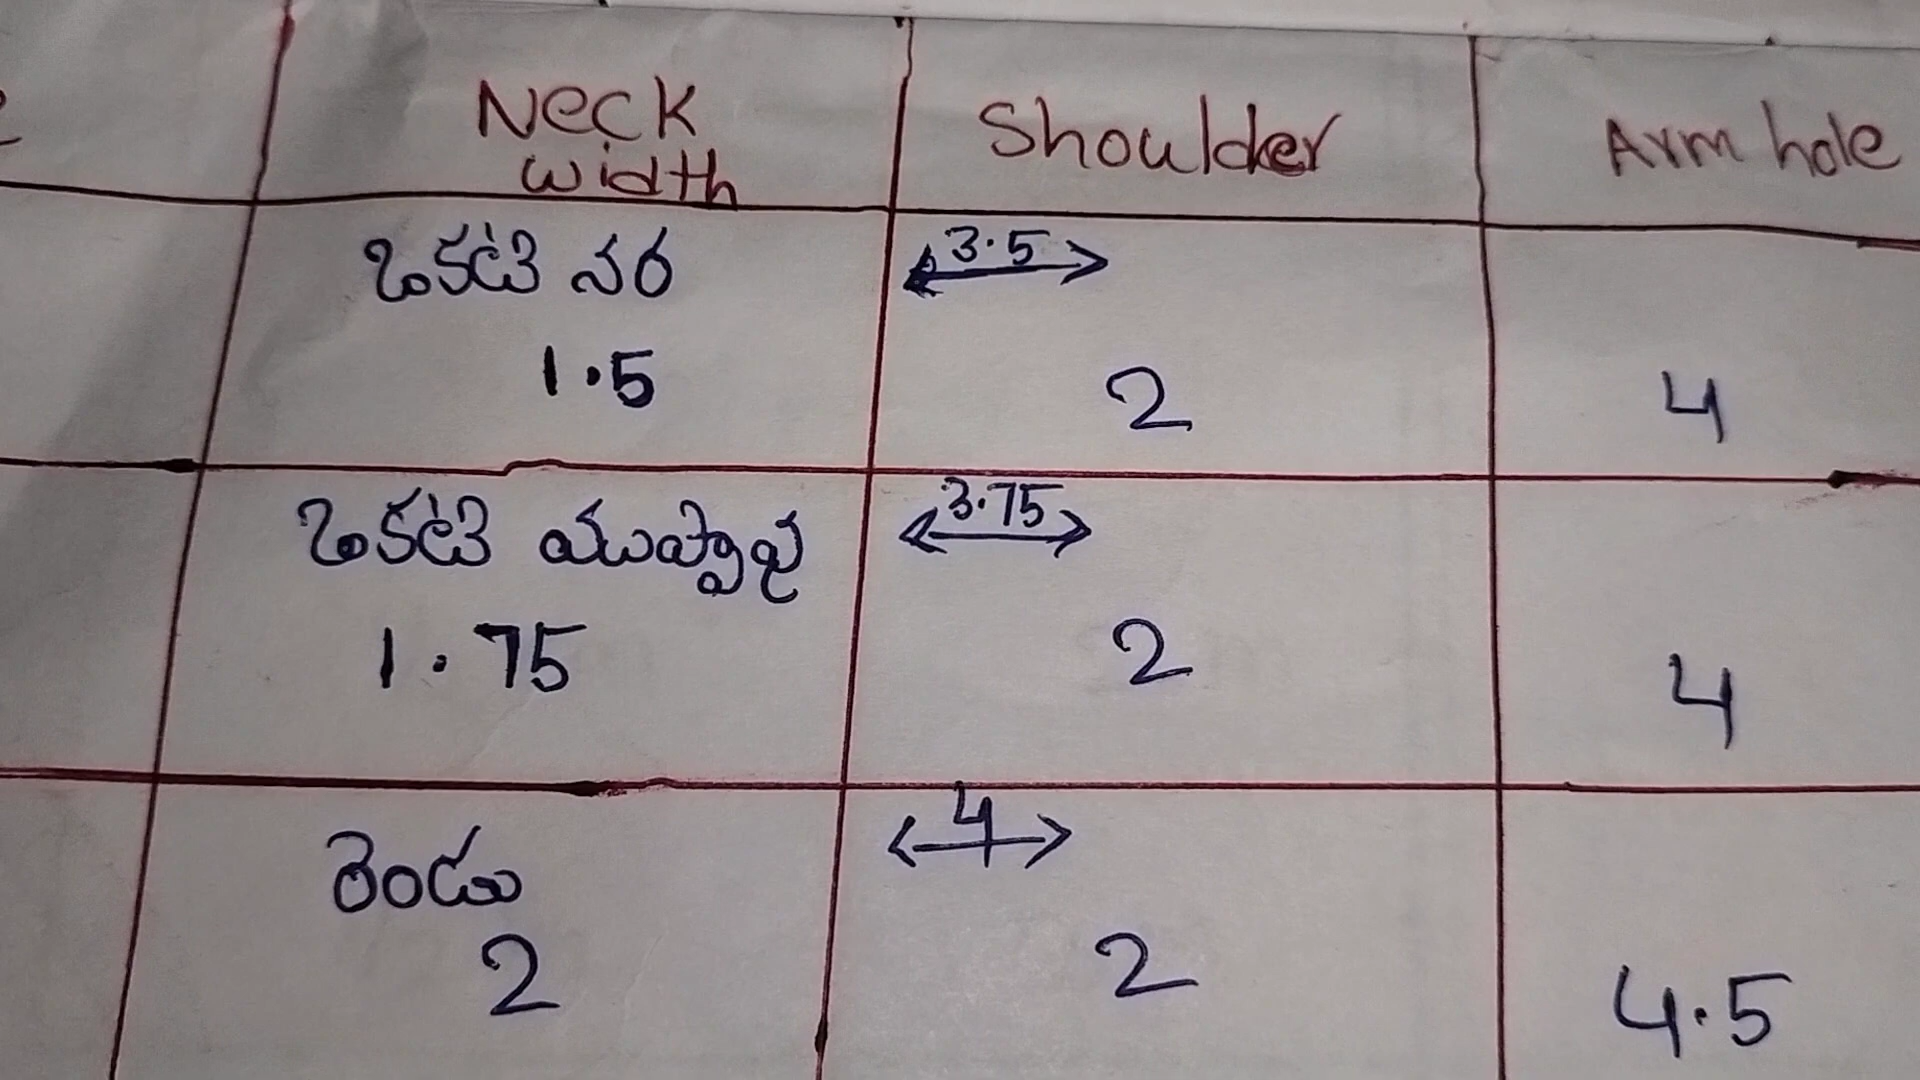 Neck width
Shoulder
Arm hole
ఒకటి నర
3.5
1.5
2
4
ఒకటి ముప్పావు
3.75
1.75
2
4
రెండు
4
2
2
4.5